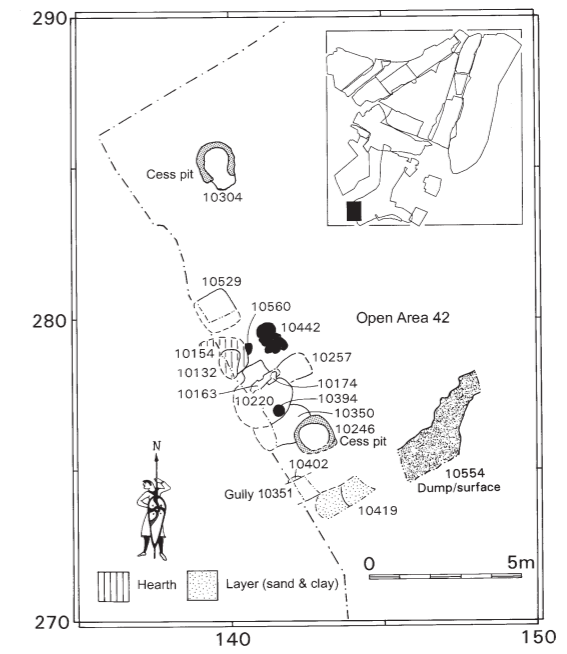 290
Cess pit
10304
10529
10560
10442
Open Area 42
280
10154
10257
10132
10174
10163
10394
10220
10350
10246
Cess pit
10402
10554
Dump/surface
Gully 10351
10419
N
0 5m
Hearth
Layer (sand & clay)
270
140
150